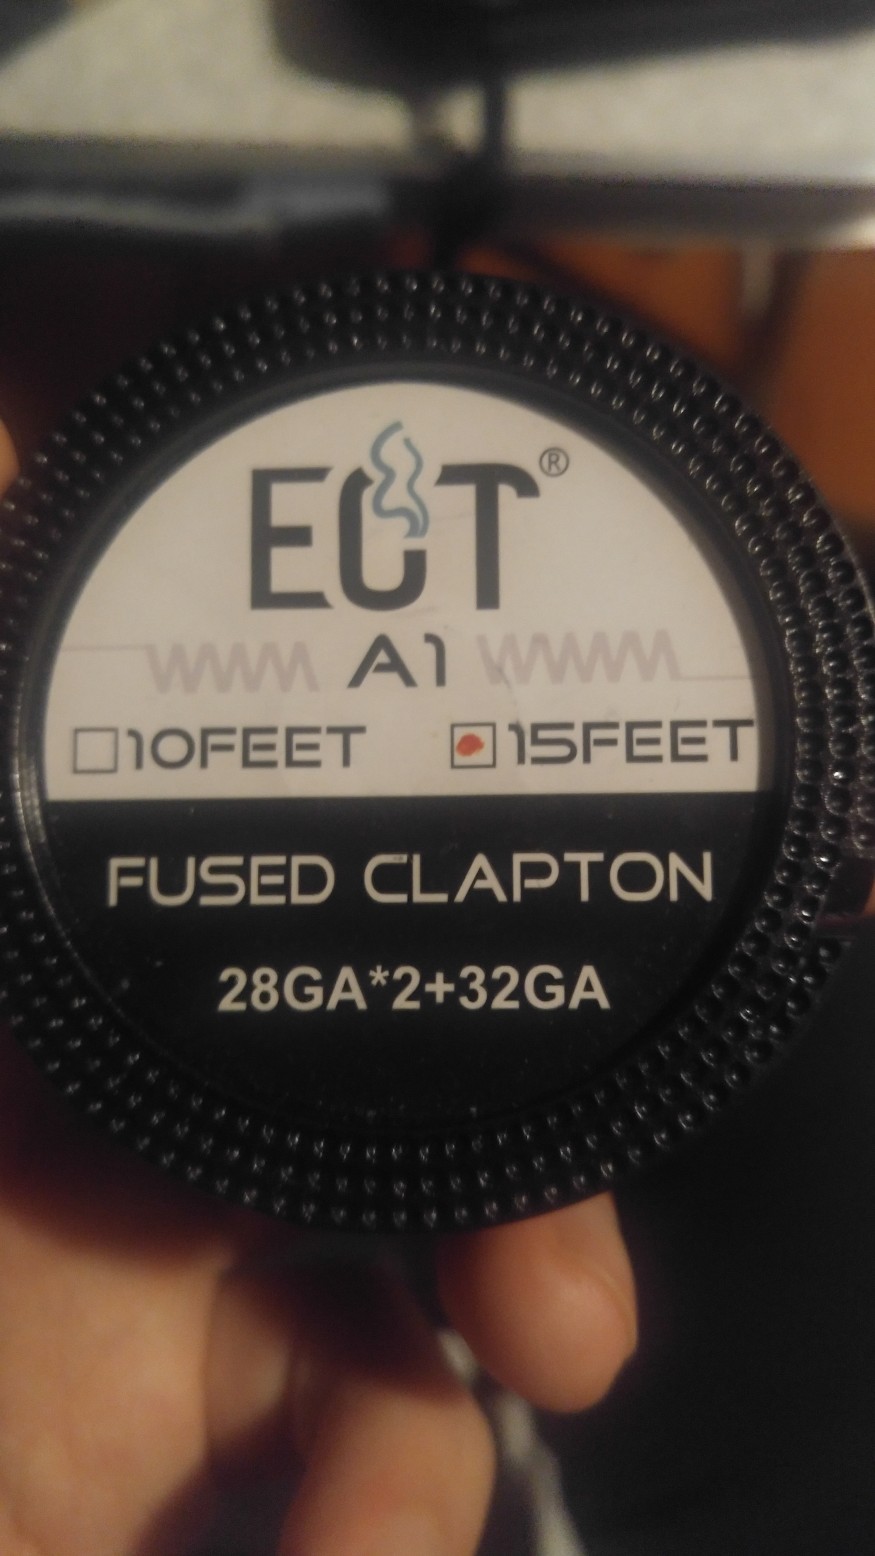 ECT®
A1
10FEET 15FEET
FUSED CLAPTON
28GA*2+32GA